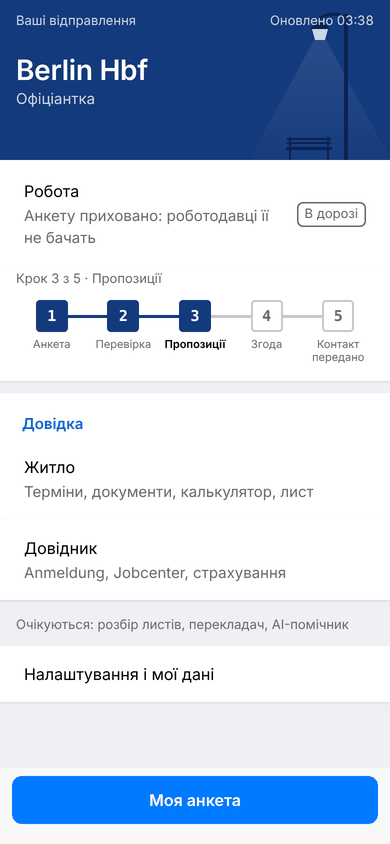 Ваші відправлення
Оновлено 03:38
Berlin Hbf
Офіціантка
Робота
Анкету приховано: роботодавці її
не бачать
В дорозі
Крок 3 з 5 · Пропозиції
1
2
3
4
5
Анкета
Перевірка
Пропозиції
Згода
Контакт
передано
Довідка
Житло
Терміни, документи, калькулятор, лист
Довідник
Anmeldung, Jobcenter, страхування
Очікуються: розбір листів, перекладач, AI-помічник
Налаштування і мої дані
Моя анкета